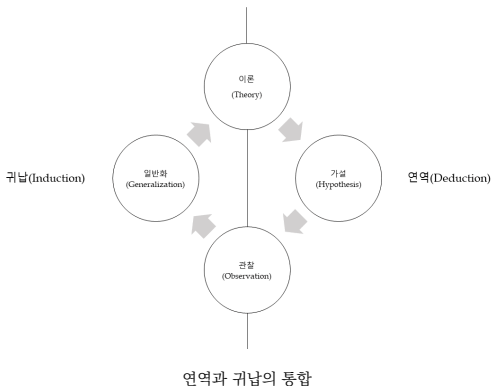 이론
(Theory)
일반화
(Generalization)
가설
(Hypothesis)
귀납(Induction)
연역(Deduction)
관찰
(Observation)
연역과 귀납의 통합